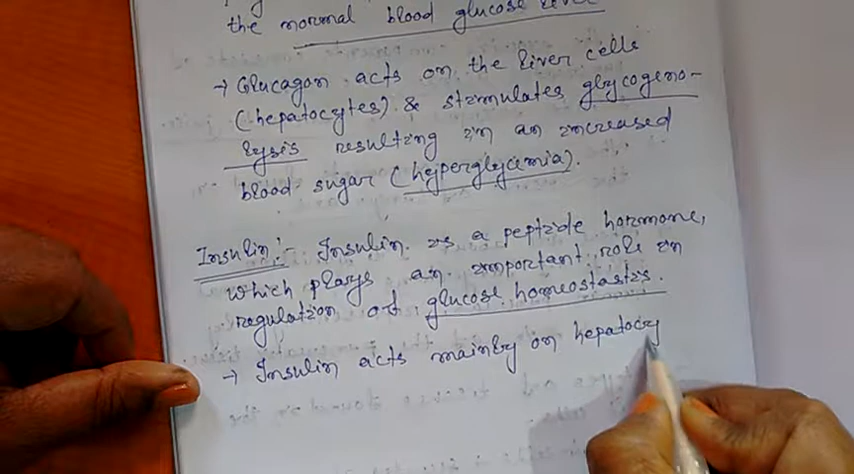 the normal blood glucose level
→ Glucagon acts on the liver cells
(hepatocytes) & stimulates glycogeno-
lysis resulting in an increased
blood sugar (hyperglycemia).
Insulin:- Insulin is a peptide hormone,
which plays an important role in
regulation of glucose homeostasis.
→ Insulin acts mainly on hepatocy